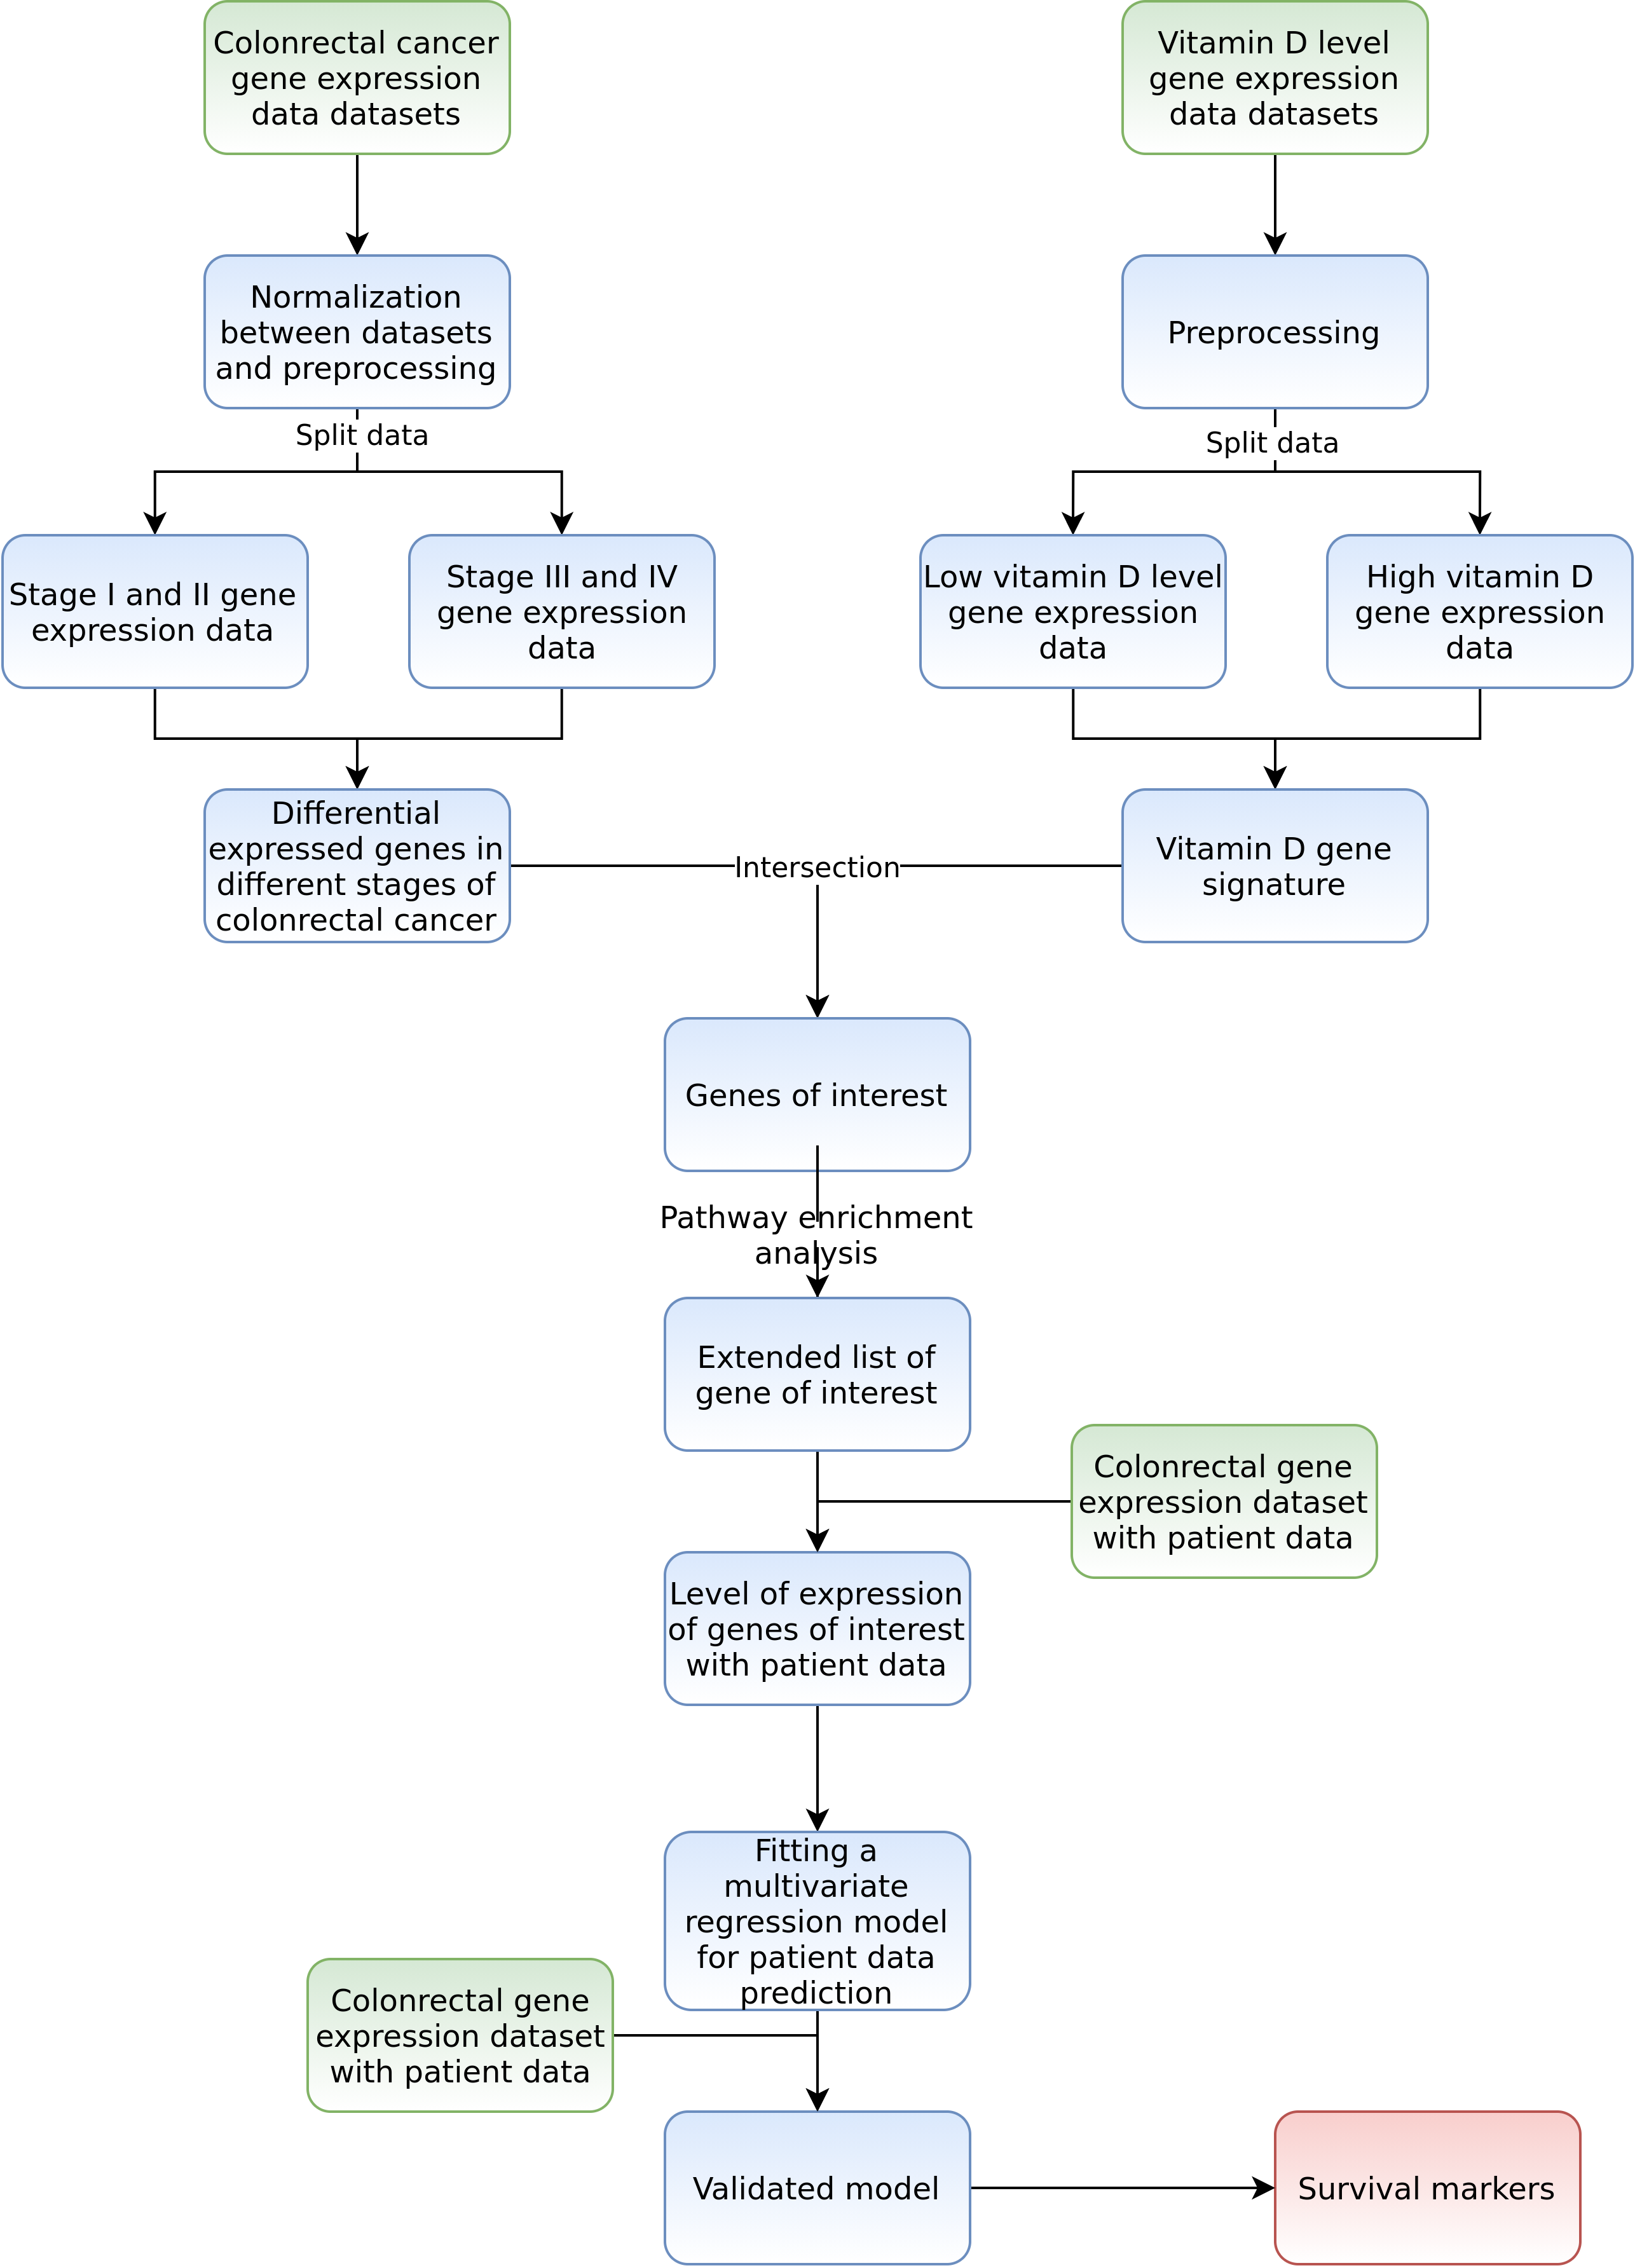 Colonrectal cancer
gene expression
data datasets
Vitamin D level
gene expression
data datasets
Normalization
between datasets
and preprocessing
Preprocessing
Split data
Split data
Stage I and II gene
expression data
Stage III and IV
gene expression
data
Low vitamin D level
gene expression
data
High vitamin D
gene expression
data
Differential
expressed genes in
different stages of
colonrectal cancer
Intersection
Vitamin D gene
signature
Genes of interest
Pathway enrichment
analysis
Extended list of
gene of interest
Colonrectal gene
expression dataset
with patient data
Level of expression
of genes of interest
with patient data
Fitting a
multivariate
regression model
for patient data
prediction
Colonrectal gene
expression dataset
with patient data
Validated model
Survival markers